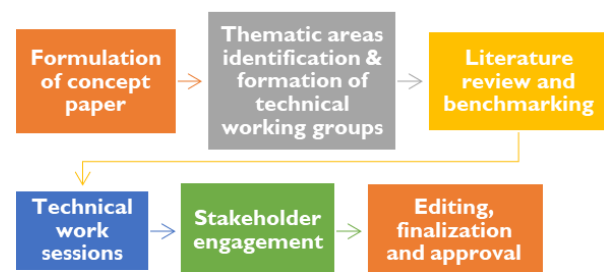 Formulation
of concept
paper
Thematic areas
identification &
formation of
technical
working groups
Literature
review and
benchmarking
Technical
work
sessions
Stakeholder
engagement
Editing,
finalization
and approval